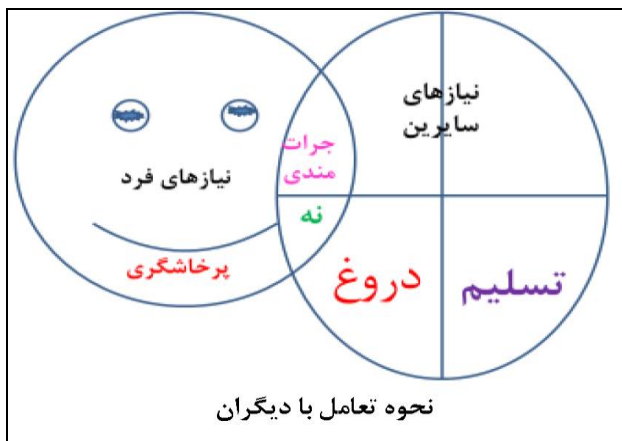 نیازهای
سایرین
جرات
مندی
نیازهای فرد
نه
پرخاشگری
دروغ
تسلیم
نحوه تعامل با دیگران